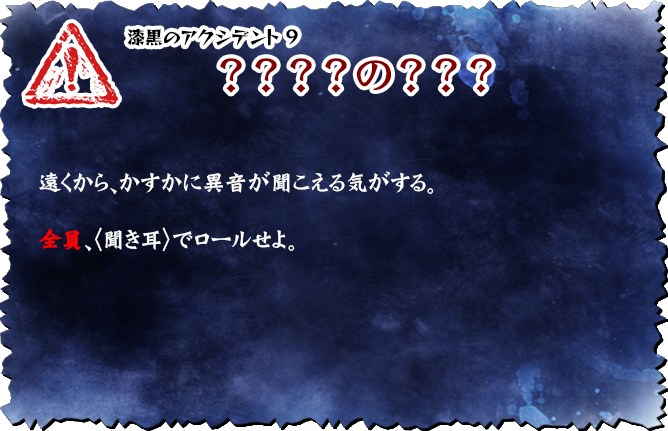 漆黒のアクシデント9
????の???
遠くから、かすかに異音が聞こえる気がする。
全員、〈聞き耳〉でロールせよ。